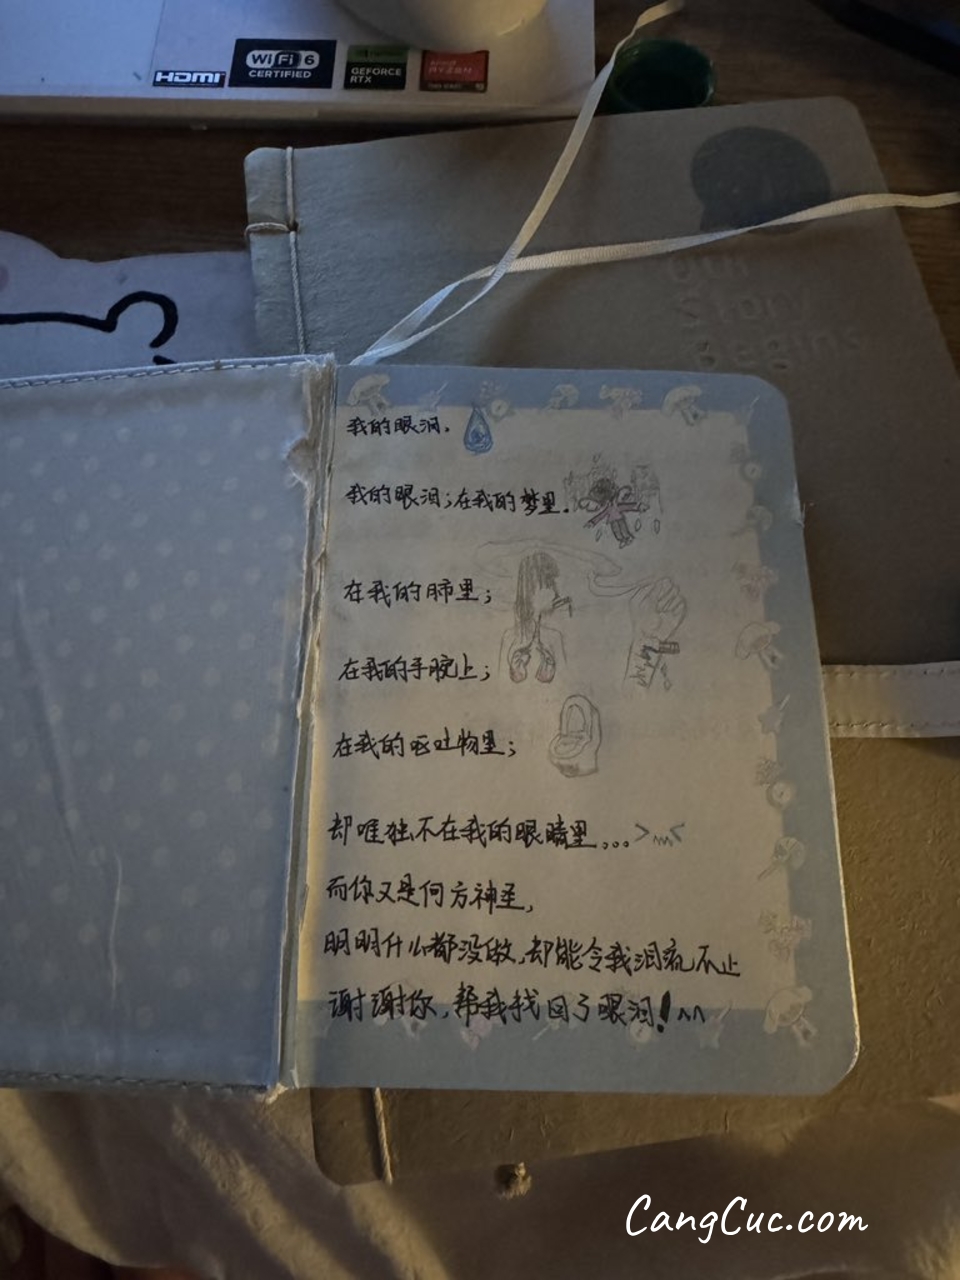 HDMI
WiFi 6
CERTIFIED
GEFORCE
RTX
RYZEN
Our
Story
Begins
我的眼泪。
我的眼泪；在我的梦里。
在我的肺里；
在我的手腕上；
在我的呕吐物里；
却唯独不在我的眼睛里。。。>﹏<
而你又是何方神圣，
明明什么都没做，却能令我泪流不止
谢谢你，帮我找回了眼泪！^^
CangCuc.com